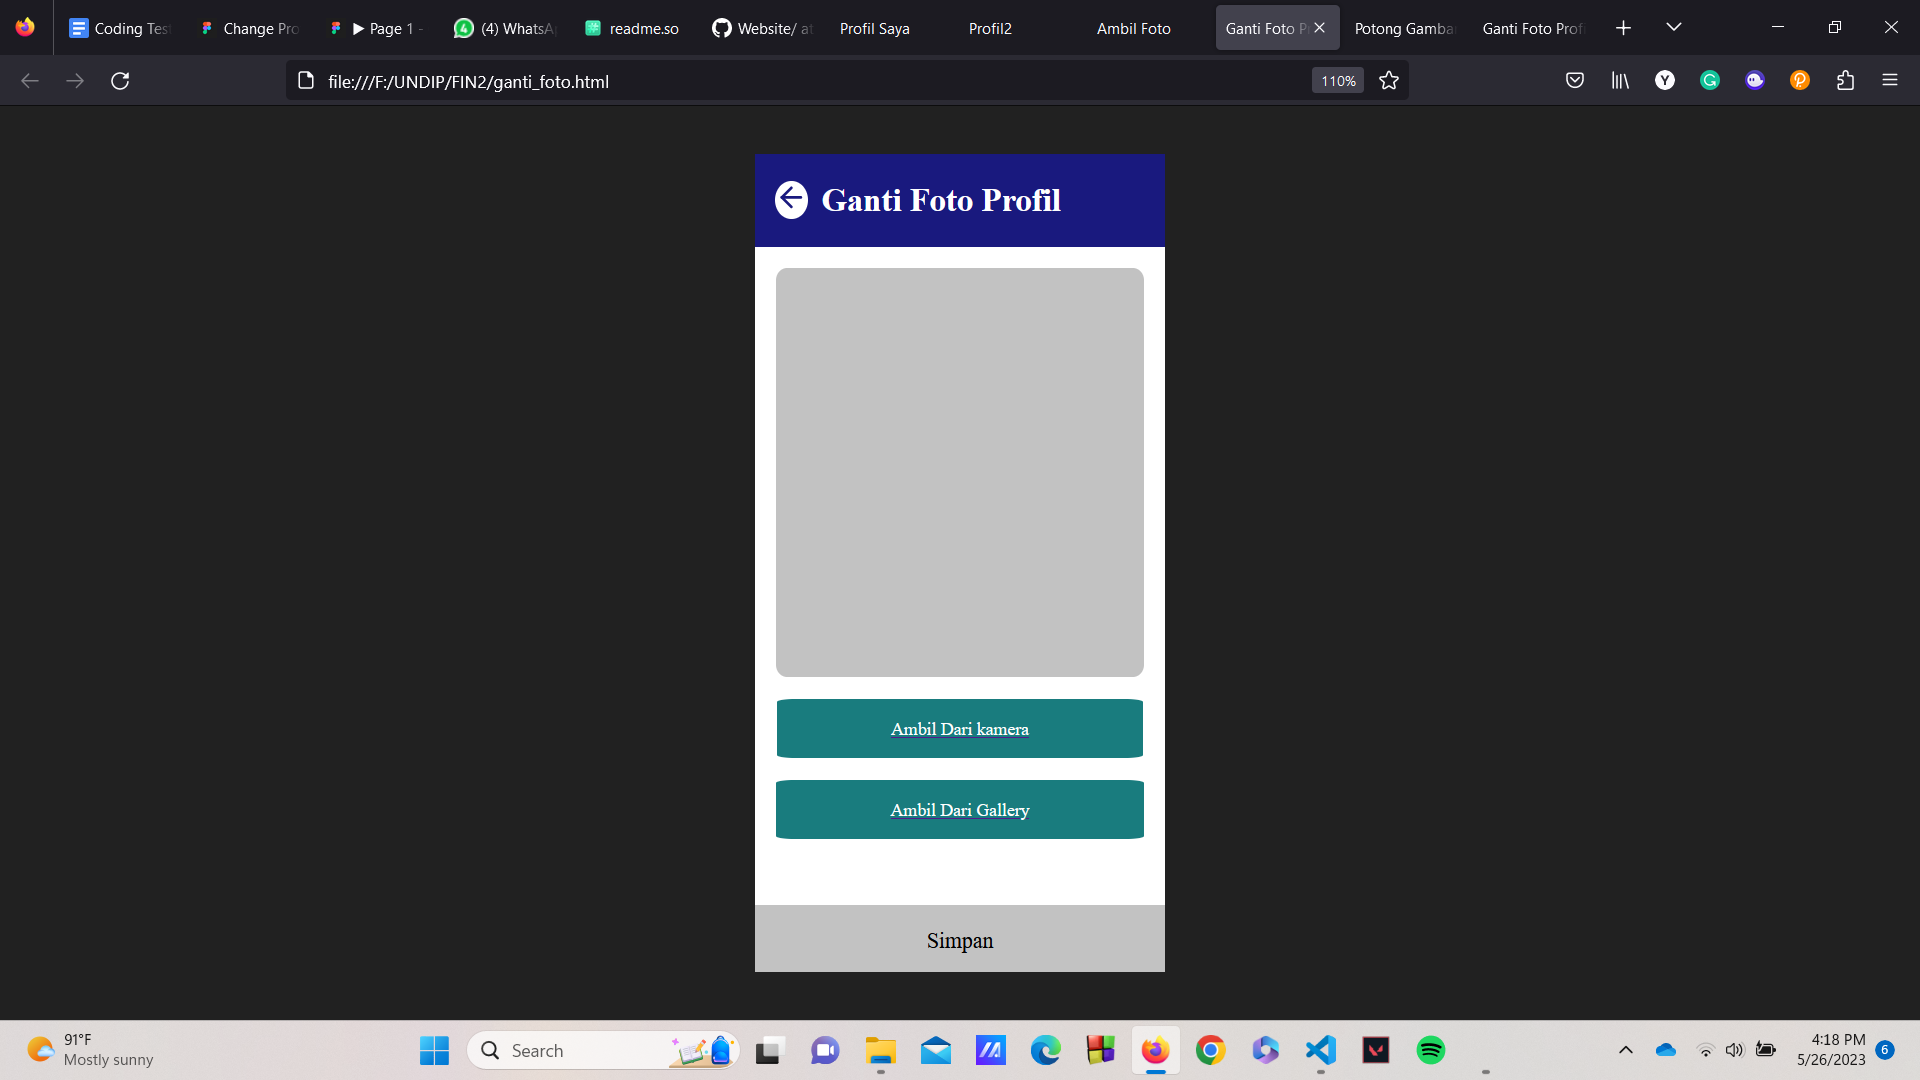 Coding Test
Change Pro
Page 1 -
(4) WhatsA
readme.so
Website/ at
Profil Saya
Profil2
Ambil Foto
Ganti Foto P
Potong Gamba
Ganti Foto Prof
file:///F:/UNDIP/FIN2/ganti_foto.html
110%
Ganti Foto Profil
Ambil Dari kamera
Ambil Dari Gallery
Simpan
91°F
Mostly sunny
Search
4:18 PM
5/26/2023
6